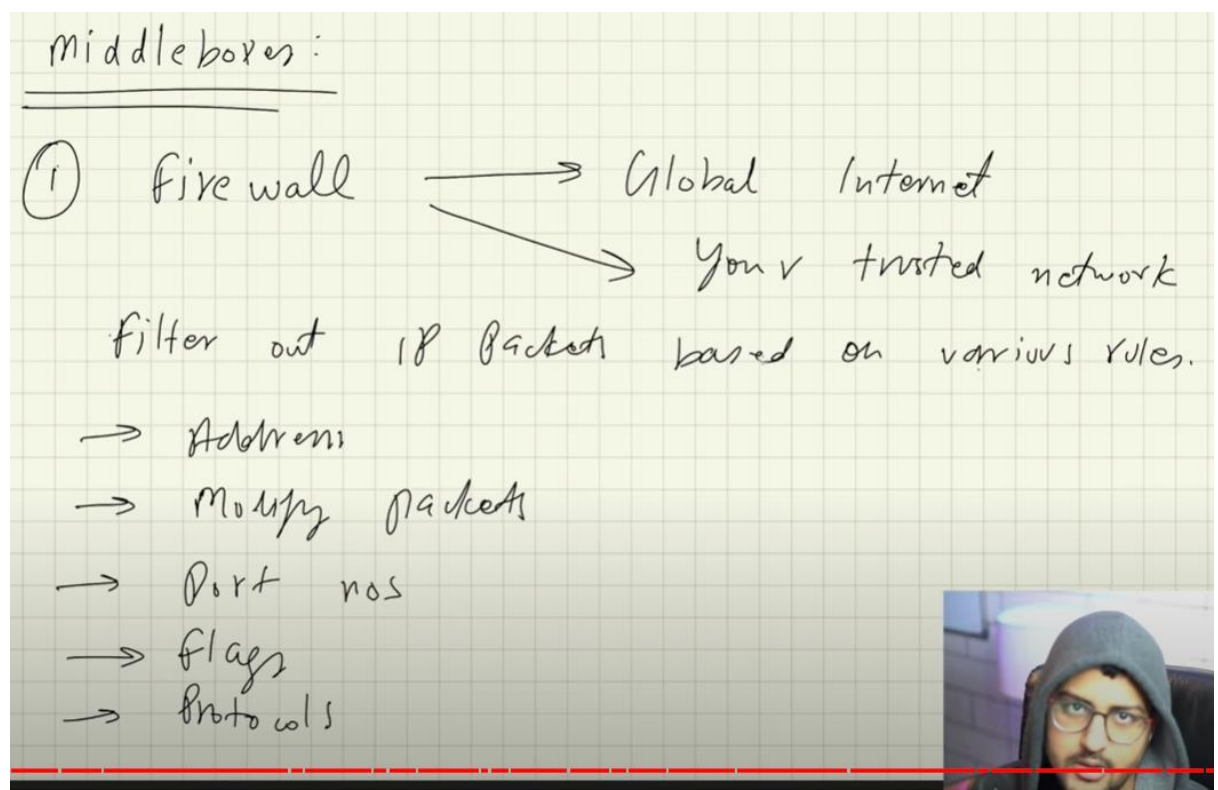 Middleboxes:
① Firewall → Global Internet
→ Your trusted network
Filter out IP Packets based on various rules.
→ Address
→ Modify packets
→ Port nos
→ Flags
→ Protocols